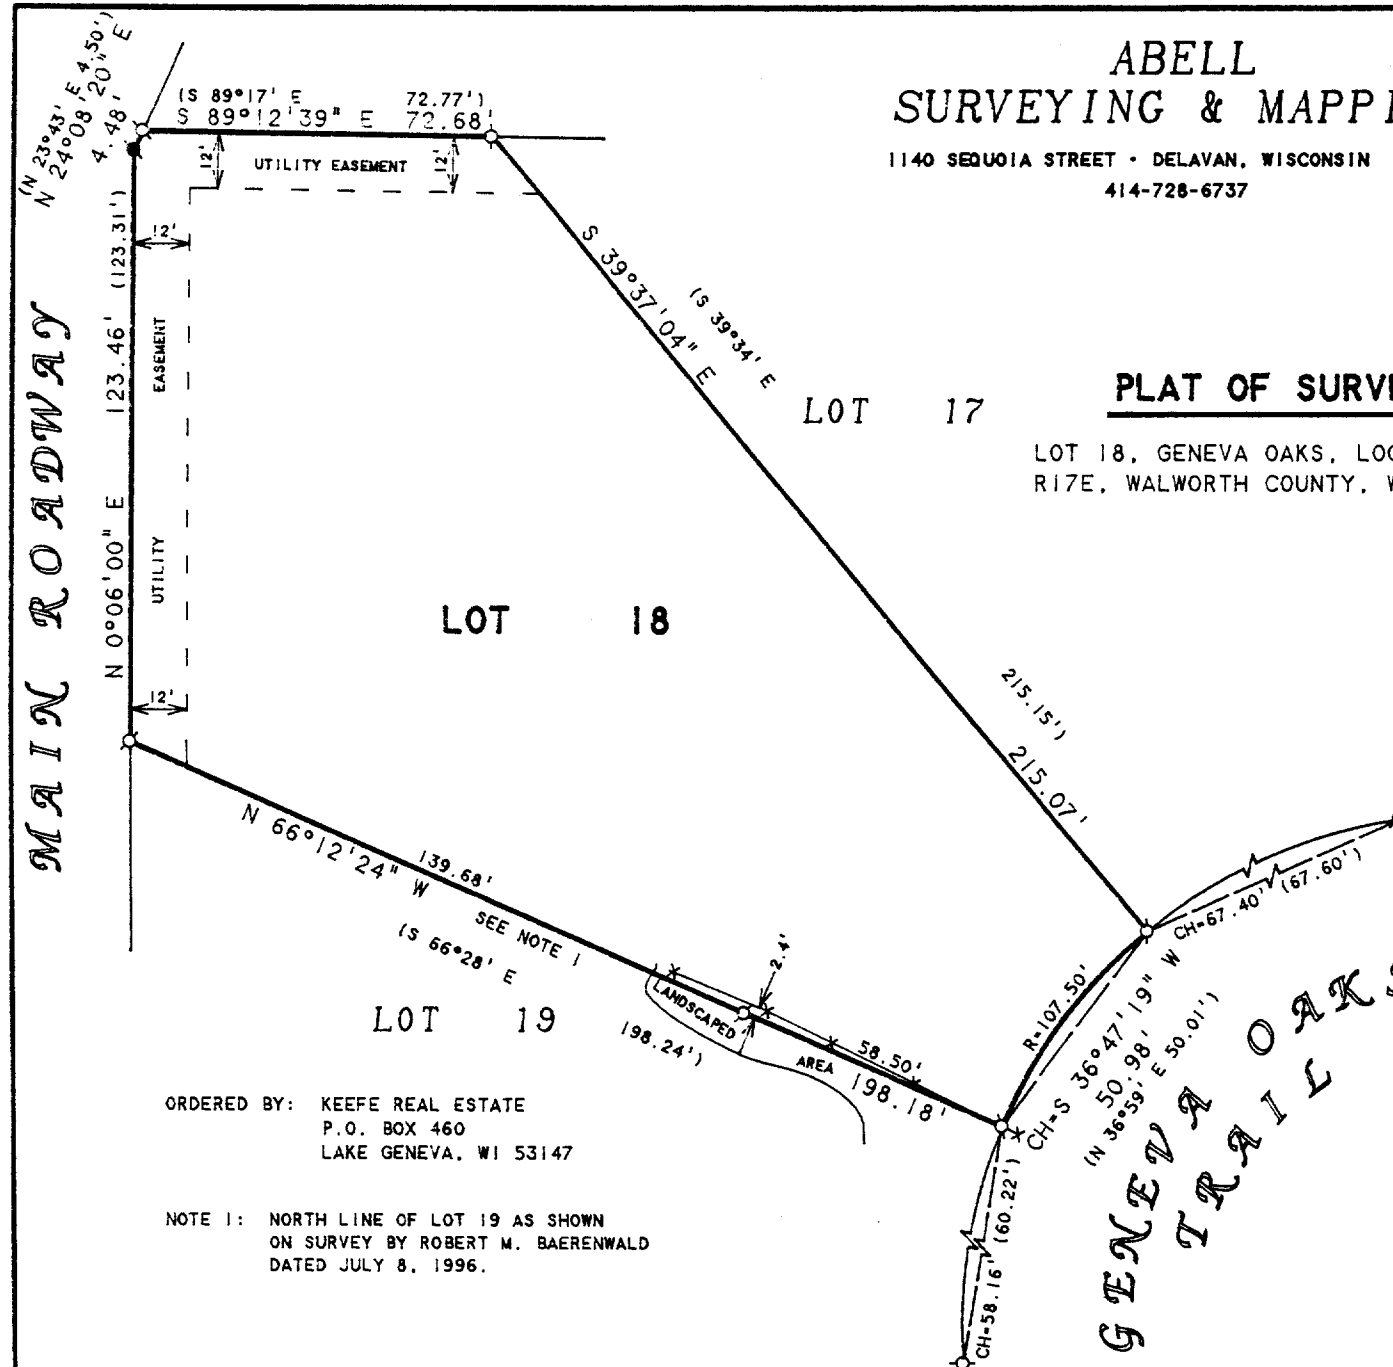 ABELL
SURVEYING & MAPPI
1140 SEQUOIA STREET • DELAVAN, WISCONSIN
414-728-6737
(N 23°43' E 4.50')
N 24°08'20" E
4.48'
(S 89°17' E 72.77')
S 89°12'39" E 72.68'
12'
UTILITY EASEMENT
12'
(123.31')
12'
123.46'
EASEMENT
N 0°06'00" E
UTILITY
12'
MAIN ROADWAY
S 39°37'04" E
(S 39°34' E
215.15')
215.07'
LOT 17
PLAT OF SURV
LOT 18, GENEVA OAKS, LOC
R17E, WALWORTH COUNTY, W
LOT 18
N 66°12'24" W
139.68'
SEE NOTE 1
(S 66°28' E
198.24')
LANDSCAPED
AREA
2.4'
58.50'
198.18'
LOT 19
R=107.50'
CH=S 36°47'19" W
50.98'
(N 36°59' E 50.01')
CH=67.40' (67.60')
(60.22')
CH=58.16'
GENEVA OAKS
TRAIL
ORDERED BY: KEEFE REAL ESTATE
P.O. BOX 460
LAKE GENEVA, WI 53147
NOTE 1: NORTH LINE OF LOT 19 AS SHOWN
ON SURVEY BY ROBERT M. BAERENWALD
DATED JULY 8, 1996.